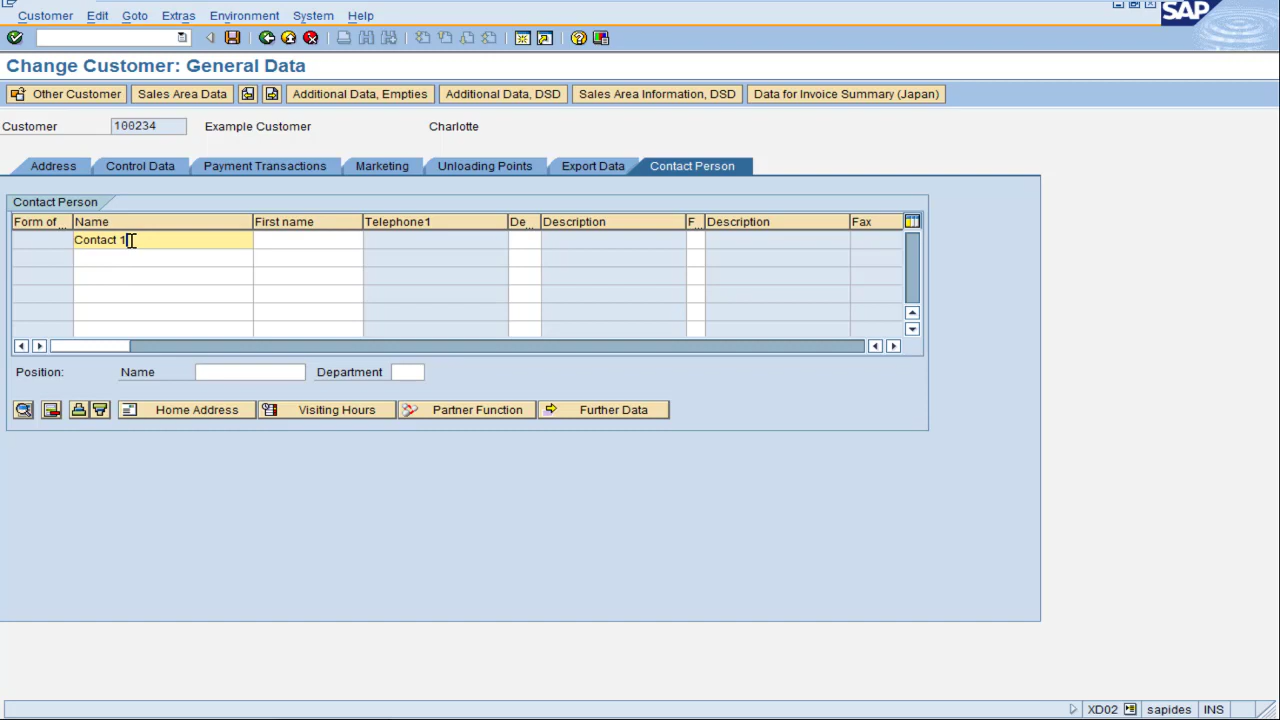 Customer Edit Goto Extras Environment System Help
SAP
Change Customer: General Data
Other Customer Sales Area Data Additional Data, Empties Additional Data, DSD Sales Area Information, DSD Data for Invoice Summary (Japan)
Customer 100234 Example Customer Charlotte
Address Control Data Payment Transactions Marketing Unloading Points Export Data Contact Person
Contact Person
Form of ... Name First name Telephone1 De... Description F... Description Fax
Contact 1
Position: Name Department
Home Address Visiting Hours Partner Function Further Data
XD02 sapides INS